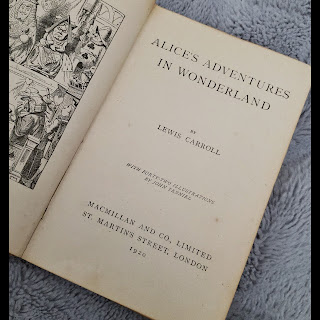 ALICE'S ADVENTURES
IN WONDERLAND
BY
LEWIS CARROLL
WITH FORTY-TWO ILLUSTRATIONS
BY JOHN TENNIEL
MACMILLAN AND CO., LIMITED
ST. MARTIN'S STREET, LONDON
1920